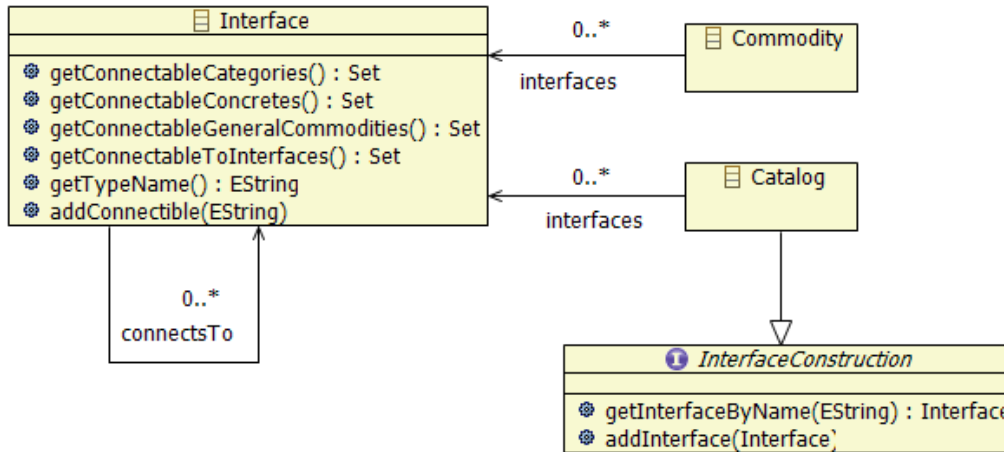 Interface
getConnectableCategories() : Set
getConnectableConcretes() : Set
getConnectableGeneralCommodities() : Set
getConnectableToInterfaces() : Set
getTypeName() : EString
addConnectible(EString)
0..*
interfaces
Commodity
0..*
interfaces
Catalog
0..*
connectsTo
I
InterfaceConstruction
getInterfaceByName(EString) : Interface
addInterface(Interface)